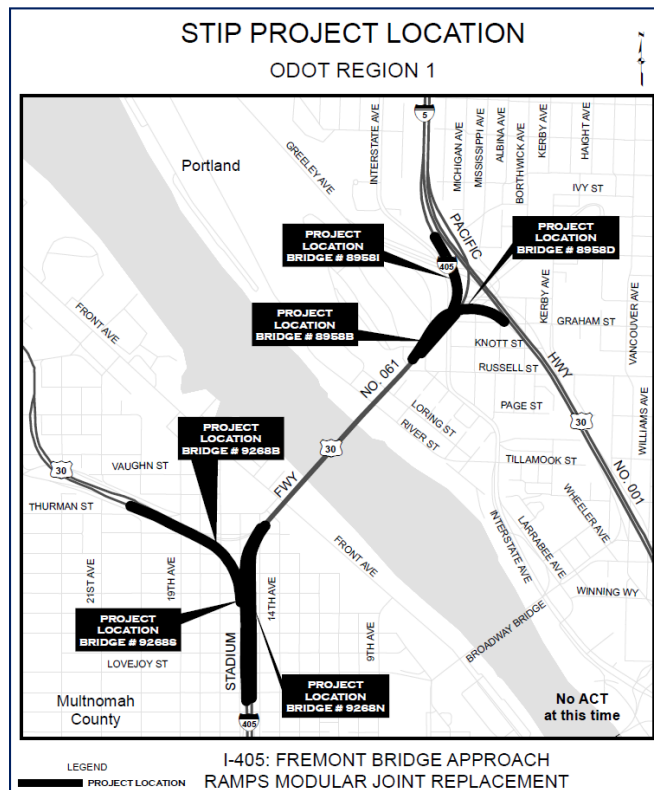 STIP PROJECT LOCATION
ODOT REGION 1
5
Portland
GREELEY AVE
INTERSTATE AVE
MICHIGAN AVE
MISSISSIPPI AVE
ALBINA AVE
BORTHWICK AVE
KERBY AVE
HAIGHT AVE
IVY ST
PACIFIC
PROJECT
LOCATION
BRIDGE # 8958I
PROJECT
LOCATION
BRIDGE # 8958D
405
FRONT AVE
PROJECT
LOCATION
BRIDGE # 8958B
KERBY AVE
GRAHAM ST
VANCOUVER AVE
KNOTT ST
HWY
RUSSELL ST
NO. 061
PAGE ST
WILLIAMS AVE
LORING ST
RIVER ST
30
PROJECT
LOCATION
BRIDGE # 9268B
30
30
VAUGHN ST
TILLAMOOK ST
FWY
NO. 001
THURMAN ST
WHEELER AVE
INTERSTATE AVE
LARRABEE AVE
FRONT AVE
21ST AVE
19TH AVE
14TH AVE
WINNING WY
PROJECT
LOCATION
BRIDGE # 9268S
9TH AVE
BROADWAY BRIDGE
LOVEJOY ST
STADIUM
PROJECT
LOCATION
BRIDGE # 9268N
Multnomah
County
405
No ACT
at this time
LEGEND
PROJECT LOCATION
I-405: FREMONT BRIDGE APPROACH
RAMPS MODULAR JOINT REPLACEMENT